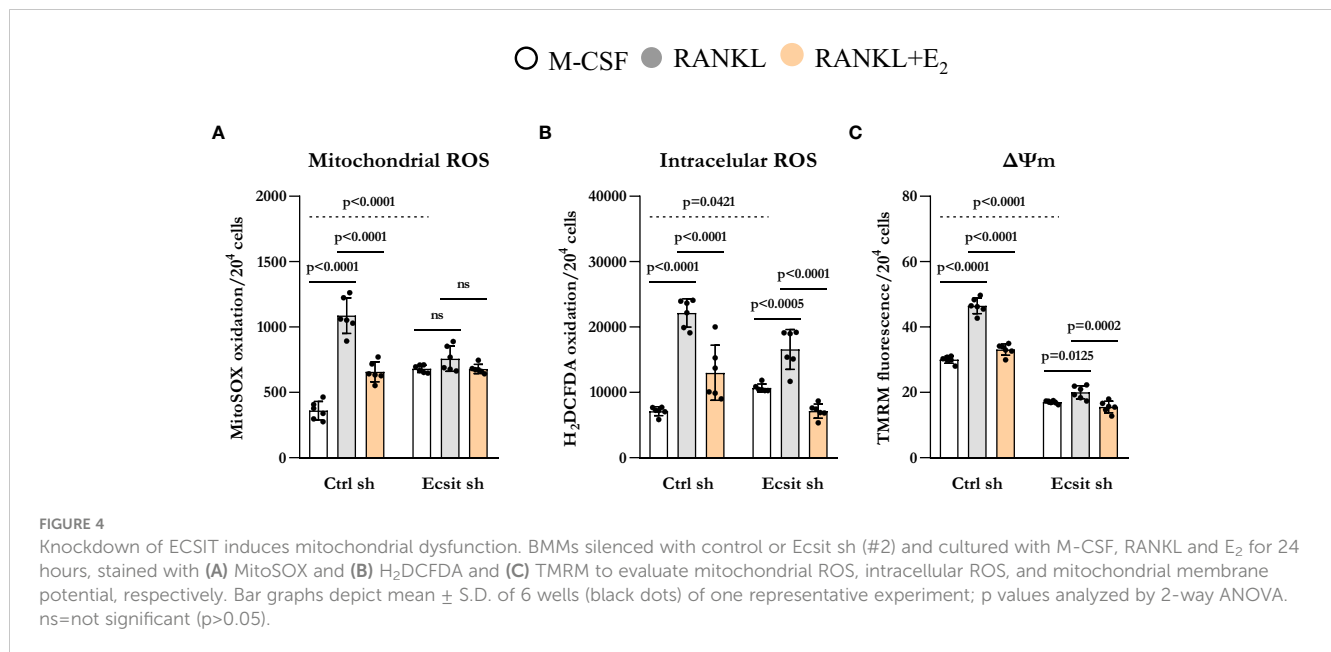 M-CSF RANKL RANKL+E₂
A
Mitochondrial ROS
MitoSOX oxidation/20⁴ cells
2000
1500
1000
500
0
p<0.0001
p<0.0001
p<0.0001
ns
ns
Ctrl sh Ecsit sh
B
Intracelular ROS
H₂DCFDA oxidation/20⁴ cells
40000
30000
20000
10000
0
p=0.0421
p<0.0001
p<0.0001
p<0.0001
p<0.0005
Ctrl sh Ecsit sh
C
ΔΨm
TMRM fluorescence/20⁴ cells
80
60
40
20
0
p<0.0001
p<0.0001
p<0.0001
p=0.0002
p=0.0125
Ctrl sh Ecsit sh
FIGURE 4
Knockdown of ECSIT induces mitochondrial dysfunction. BMMs silenced with control or Ecsit sh (#2) and cultured with M-CSF, RANKL and E₂ for 24
hours, stained with (A) MitoSOX and (B) H₂DCFDA and (C) TMRM to evaluate mitochondrial ROS, intracellular ROS, and mitochondrial membrane
potential, respectively. Bar graphs depict mean ± S.D. of 6 wells (black dots) of one representative experiment; p values analyzed by 2-way ANOVA.
ns=not significant (p>0.05).